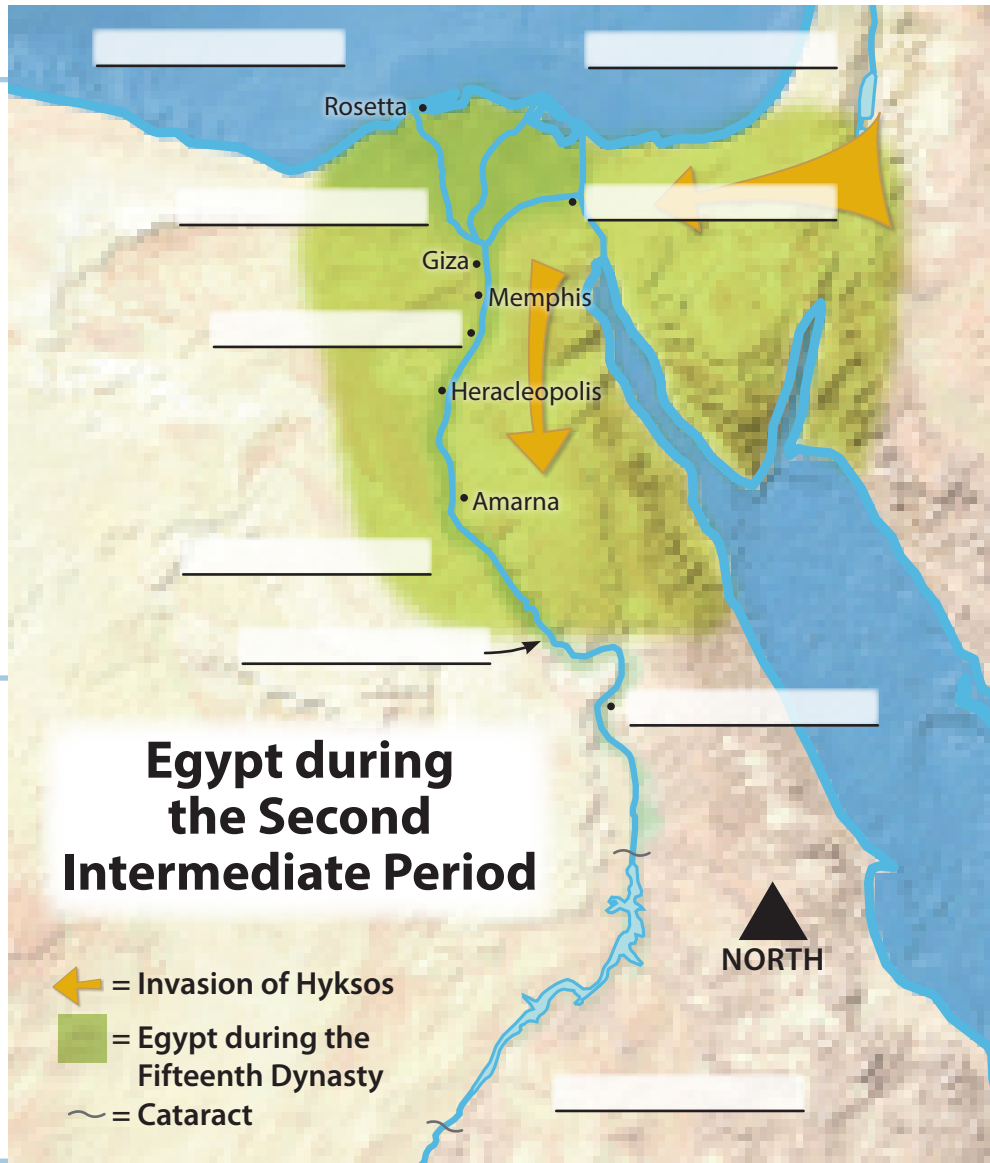 Rosetta
Giza
Memphis
Heracleopolis
Amarna
Egypt during
the Second
Intermediate Period
NORTH
= Invasion of Hyksos
= Egypt during the
Fifteenth Dynasty
= Cataract